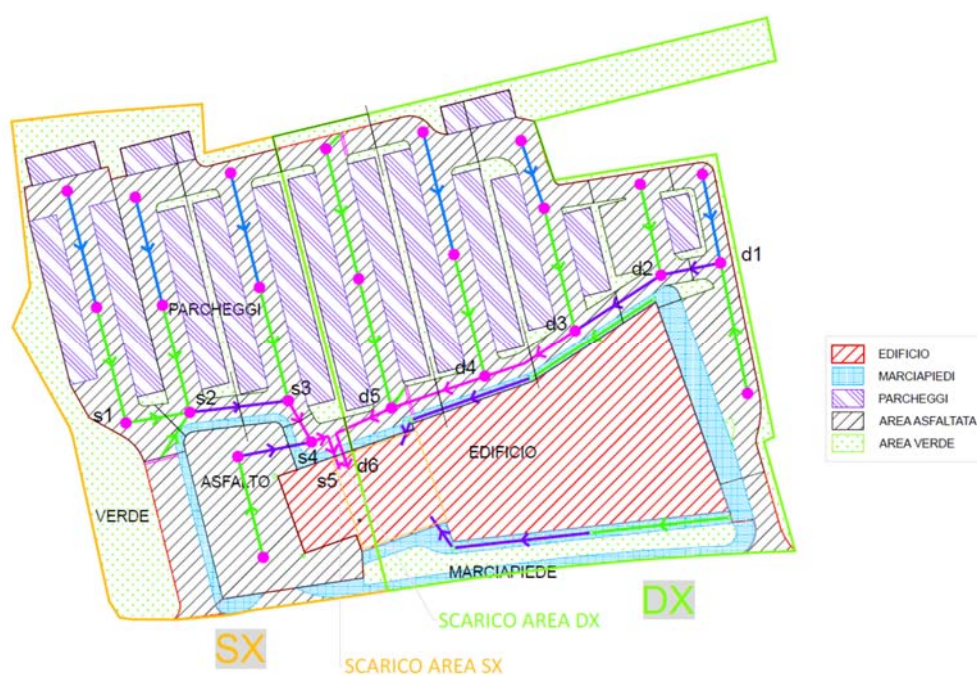 d1
d2
PARCHEGGI
d3
d4
d5
s3
s2
s1
s4
EDIFICIO
d6
s5
ASFALTO
VERDE
MARCIAPIEDE
DX
SCARICO AREA DX
SX
SCARICO AREA SX
EDIFICIO
MARCIAPIEDI
PARCHEGGI
AREA ASFALTATA
AREA VERDE